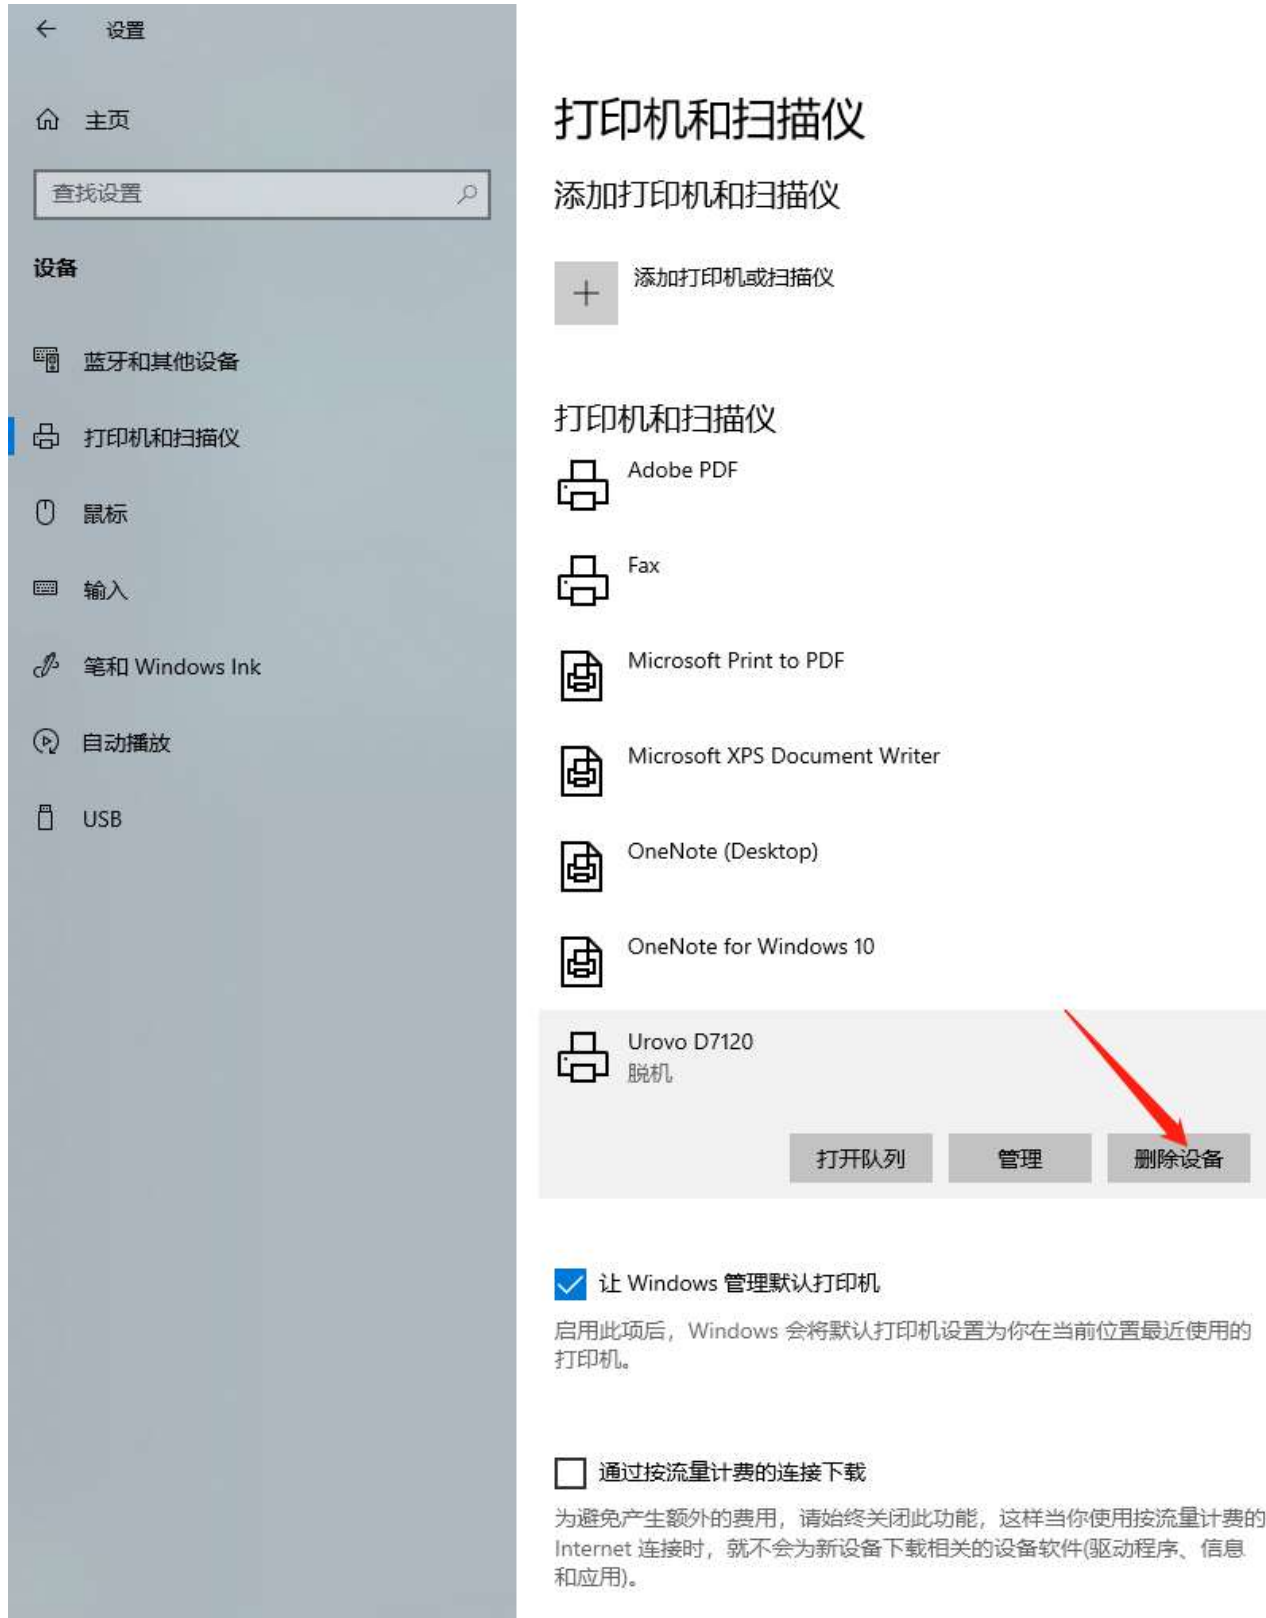 设置
主页
查找设置
设备
蓝牙和其他设备
打印机和扫描仪
鼠标
输入
笔和 Windows Ink
自动播放
USB
打印机和扫描仪
添加打印机和扫描仪
添加打印机或扫描仪
打印机和扫描仪
Adobe PDF
Fax
Microsoft Print to PDF
Microsoft XPS Document Writer
OneNote (Desktop)
OneNote for Windows 10
Urovo D7120
脱机
打开队列 管理 删除设备
让 Windows 管理默认打印机
启用此项后，Windows 会将默认打印机设置为你在当前位置最近使用的
打印机。
通过按流量计费的连接下载
为避免产生额外的费用，请始终关闭此功能，这样当你使用按流量计费的
Internet 连接时，就不会为新设备下载相关的设备软件(驱动程序、信息
和应用)。